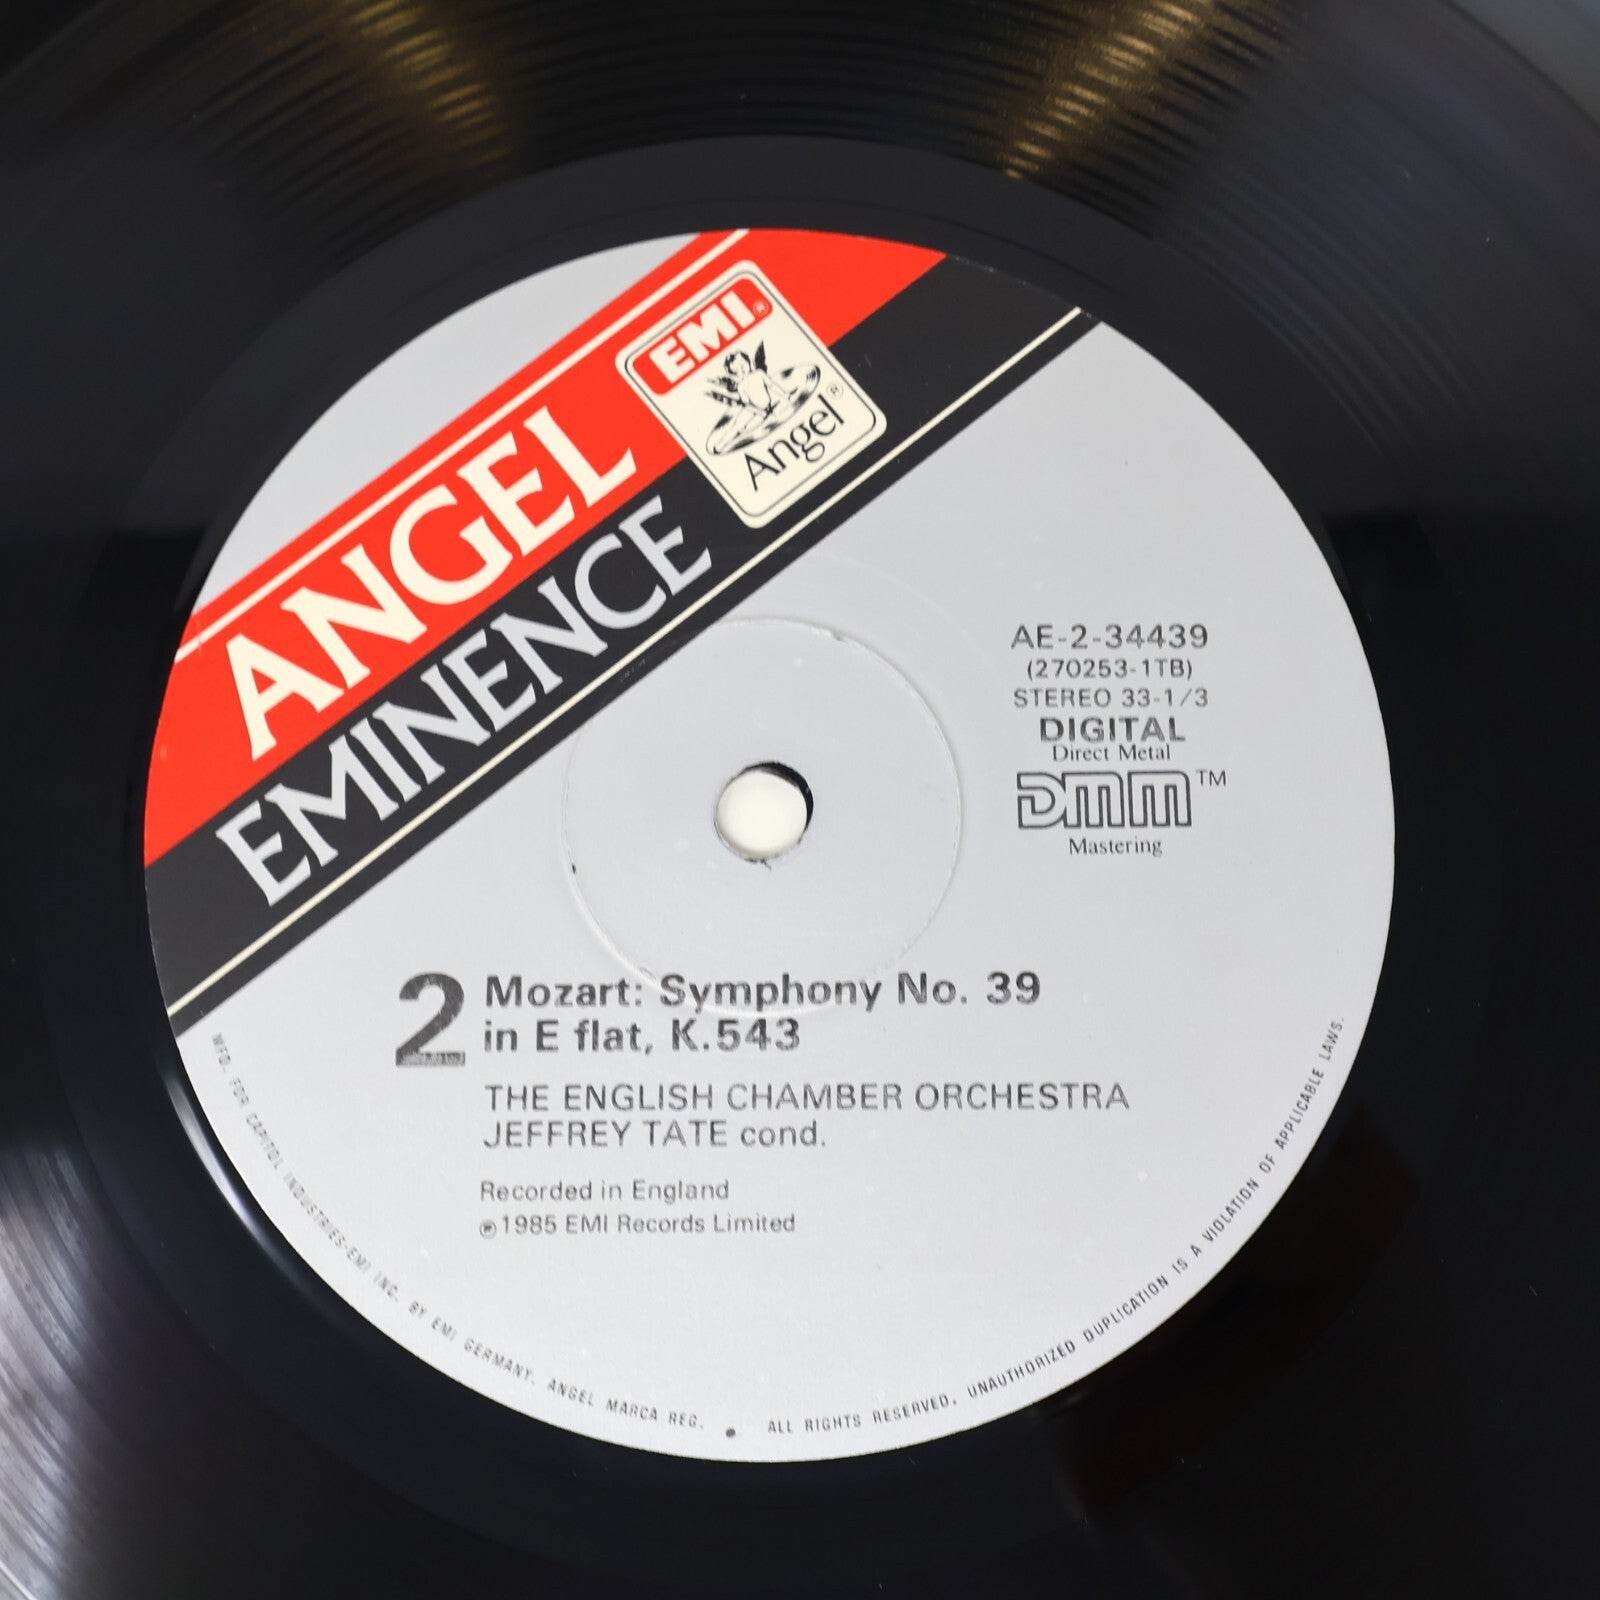 EMI®
Angel®
ANGEL
EMINENCE
AE-2-34439
(270253-1TB)
STEREO 33-1/3
DIGITAL
Direct Metal
DMM™
Mastering
2 Mozart: Symphony No. 39
in E flat, K.543
THE ENGLISH CHAMBER ORCHESTRA
JEFFREY TATE cond.
Recorded in England
℗1985 EMI Records Limited
MFD. FOR CAPITOL INDUSTRIES-EMI INC. BY EMI GERMANY. ANGEL MARCA REG. • ALL RIGHTS RESERVED. UNAUTHORIZED DUPLICATION IS A VIOLATION OF APPLICABLE LAWS.